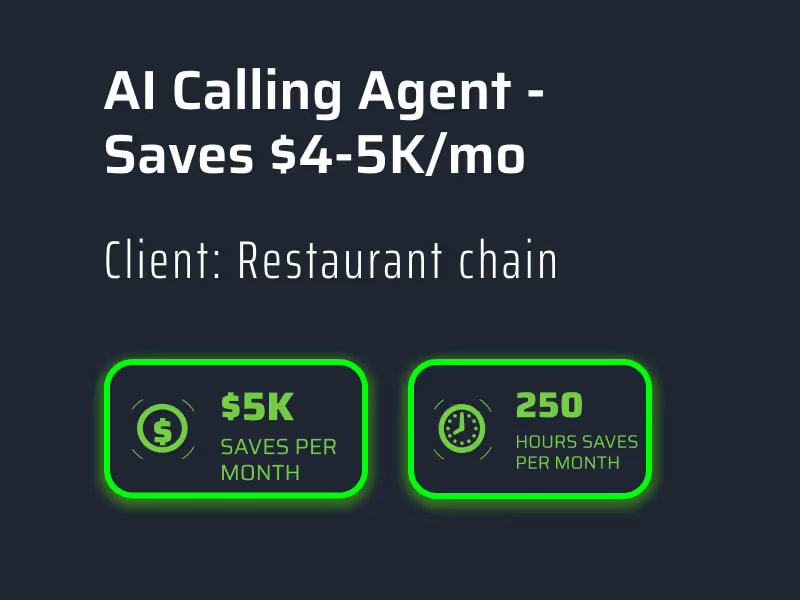 AI Calling Agent -
Saves $4-5K/mo
Client: Restaurant chain
$5K
SAVES PER
MONTH
250
HOURS SAVES
PER MONTH